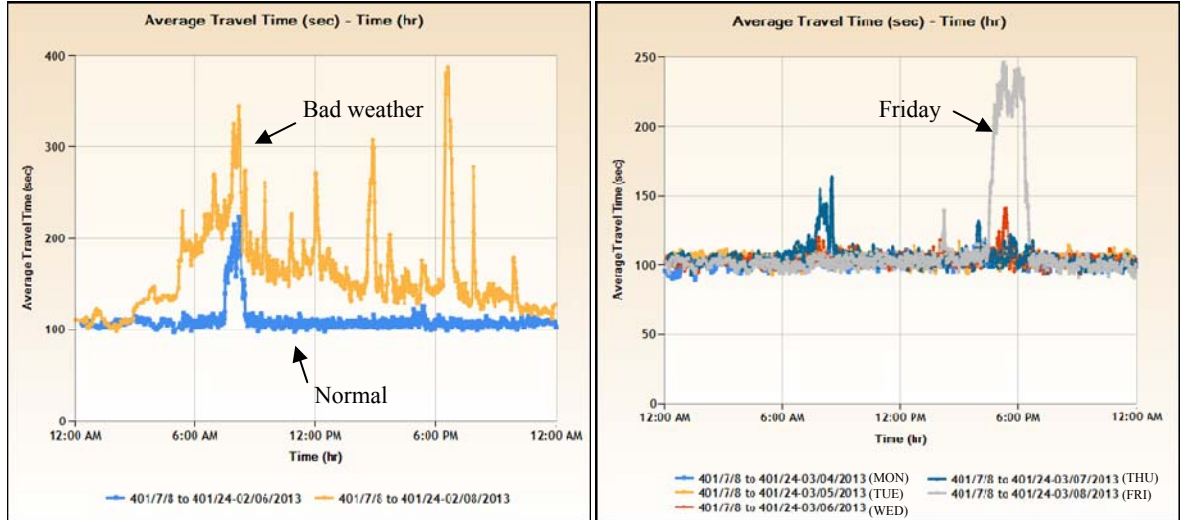 Average Travel Time (sec) - Time (hr)
400
300
200
100
0
Average Travel Time (sec)
Bad weather
Normal
12:00 AM 6:00 AM 12:00 PM 6:00 PM 12:00 AM
Time (hr)
401/7/8 to 401/24-02/06/2013 401/7/8 to 401/24-02/08/2013
Average Travel Time (sec) - Time (hr)
250
200
150
100
50
0
Average Travel Time (sec)
Friday
12:00 AM 6:00 AM 12:00 PM 6:00 PM 12:00 AM
Time (hr)
401/7/8 to 401/24-03/04/2013 (MON) 401/7/8 to 401/24-03/07/2013 (THU)
401/7/8 to 401/24-03/05/2013 (TUE) 401/7/8 to 401/24-03/08/2013 (FRI)
401/7/8 to 401/24-03/06/2013 (WED)